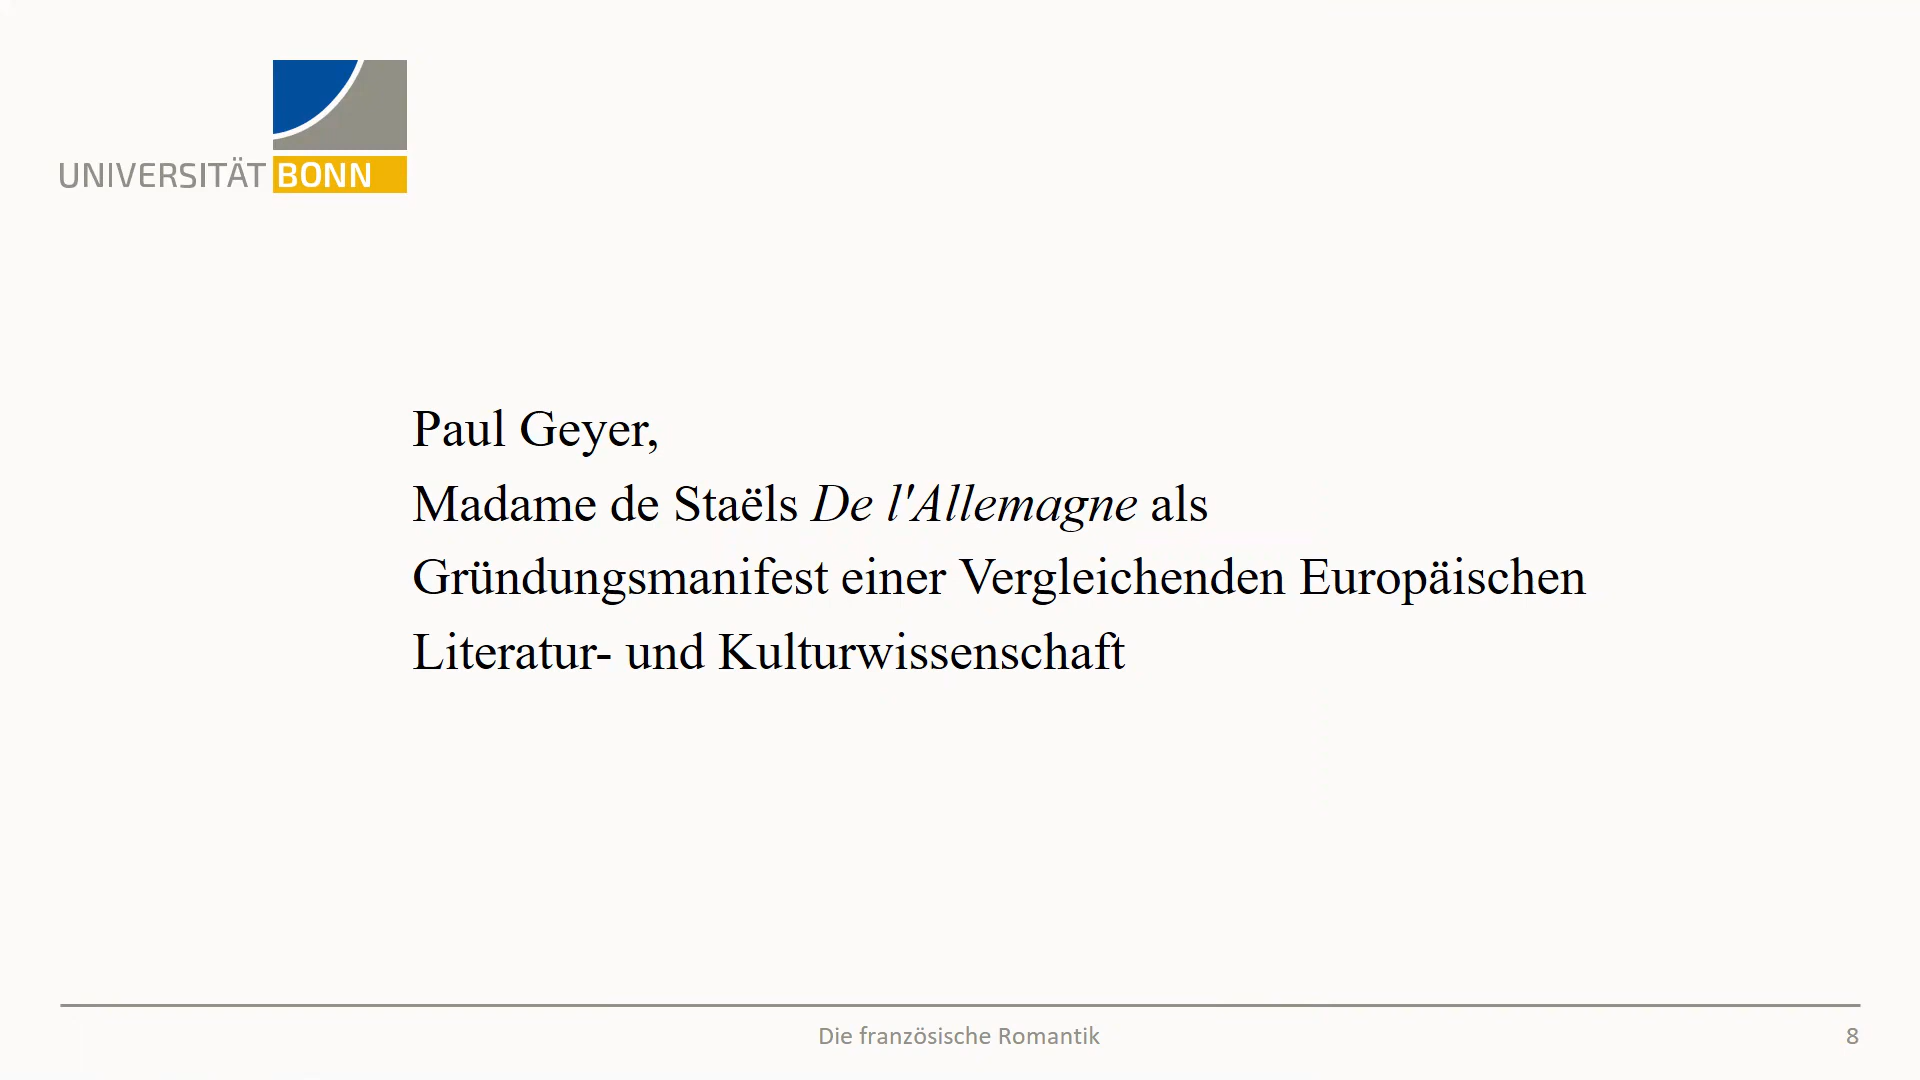 UNIVERSITÄT BONN
Paul Geyer,
Madame de Staëls De l'Allemagne als
Gründungsmanifest einer Vergleichenden Europäischen
Literatur- und Kulturwissenschaft
Die französische Romantik
8